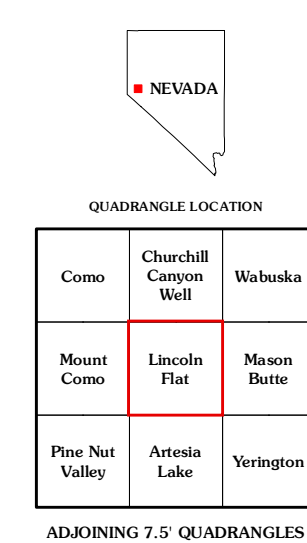 NEVADA
QUADRANGLE LOCATION
Como
Churchill
Canyon
Well
Wabuska
Mount
Como
Lincoln
Flat
Mason
Butte
Pine Nut
Valley
Artesia
Lake
Yerington
ADJOINING 7.5' QUADRANGLES